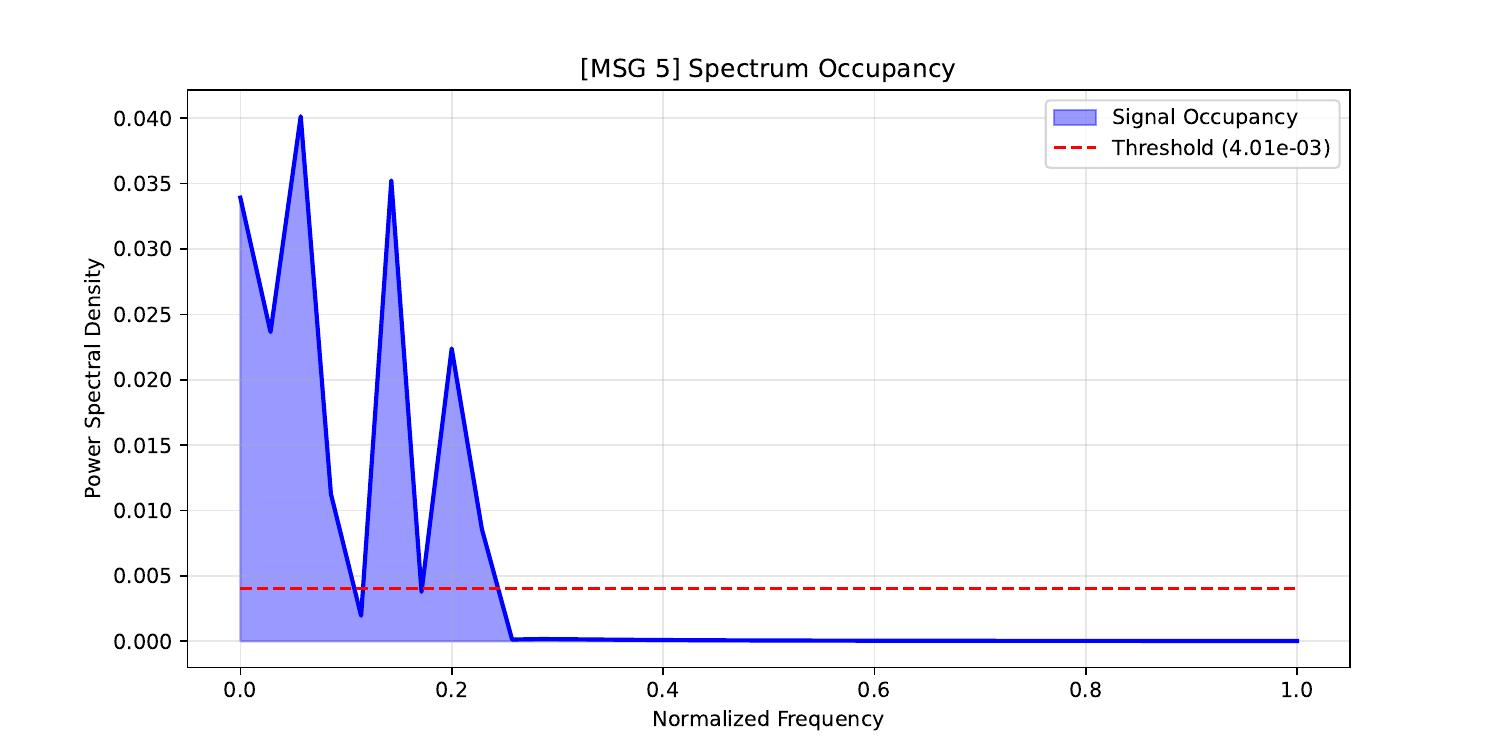 [MSG 5] Spectrum Occupancy
Signal Occupancy
Threshold (4.01e-03)
Power Spectral Density
0.040
0.035
0.030
0.025
0.020
0.015
0.010
0.005
0.000
0.0 0.2 0.4 0.6 0.8 1.0
Normalized Frequency